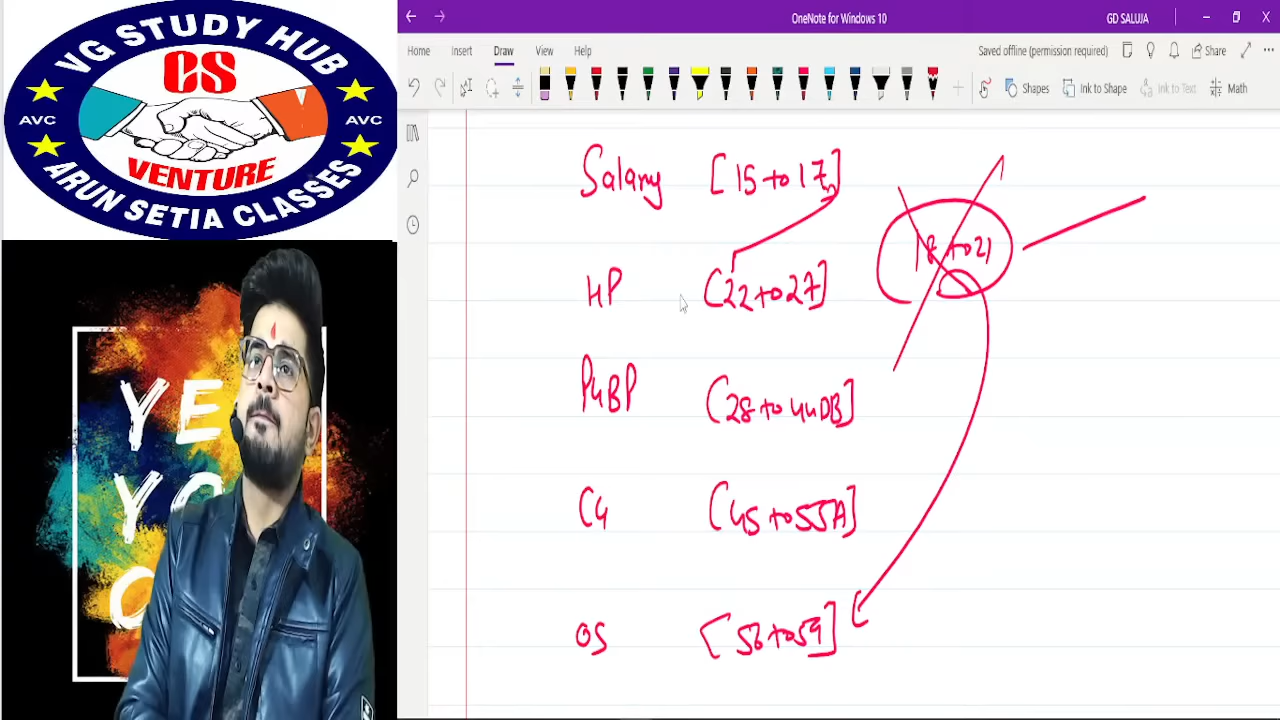 VG STUDY HUB
CS
AVC
AVC
VENTURE
ARUN SETIA CLASSES
YE
YO
OneNote for Windows 10
GD SALUJA
Home Insert Draw View Help
Saved offline (permission required)
Share
Shapes
Ink to Shape
Ink to Text
Math
Salary [15 to 17]
18 to 21
HP [22 to 27]
PGBP [28 to 44DB]
CG [45 to 55A]
OS [56 to 59]